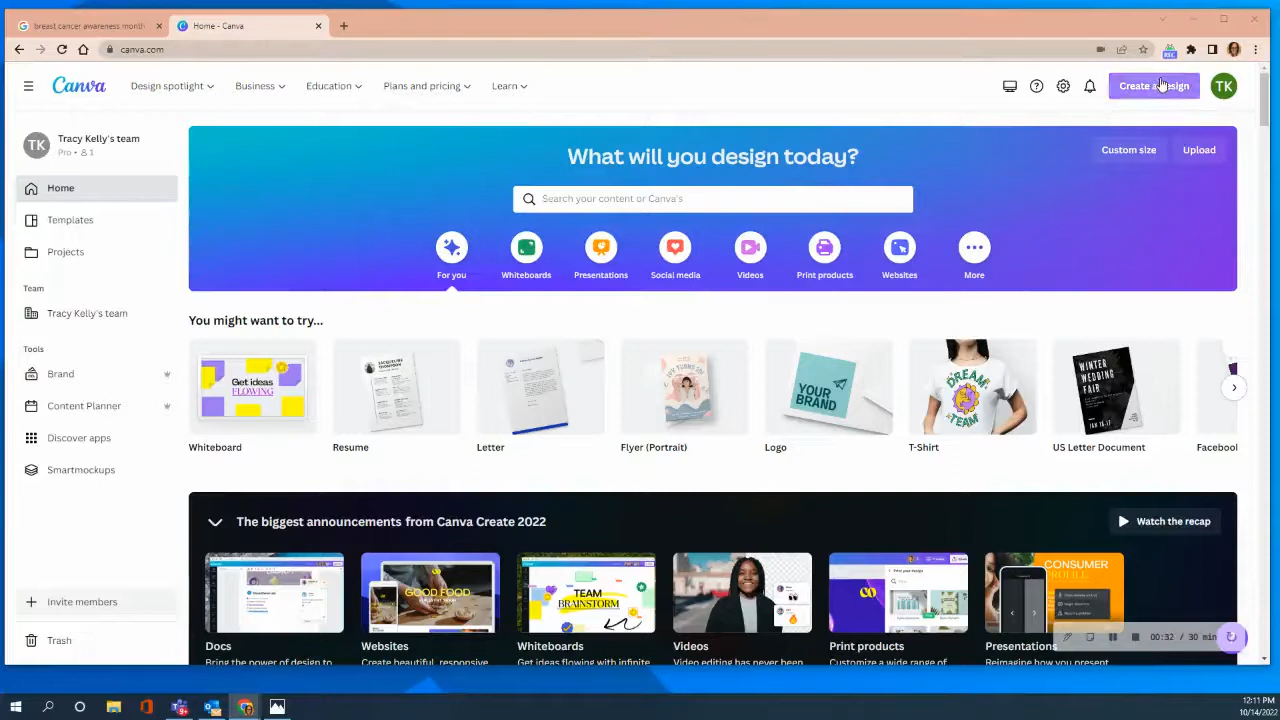 breast cancer awareness month
Home - Canva
canva.com
REC
Canva
Design spotlight
Business
Education
Plans and pricing
Learn
Create a design
TK
TK
Tracy Kelly's team
Pro • 1
Home
Templates
Projects
Team
Tracy Kelly's team
Tools
Brand
Content Planner
Discover apps
Smartmockups
Invite members
Trash
What will you design today?
Custom size
Upload
Search your content or Canva's
For you
Whiteboards
Presentations
Social media
Videos
Print products
Websites
More
You might want to try...
Get ideas
FLOWING
YOUR
BRAND
DREAM
TEAM
WINTER
WEDDING
FAIR
Whiteboard
Resume
Letter
Flyer (Portrait)
Logo
T-Shirt
US Letter Document
Facebool
The biggest announcements from Canva Create 2022
Watch the recap
GOOD FOOD
TEAM
BRAINSTORM
CONSUMER
PROFILE
Docs
Websites
Whiteboards
Videos
Print products
Presentations
Bring the power of design to
Create beautiful, responsive
Get ideas flowing with infinite
Video editing has never been
Customize a wide range of
Reimagine how you present
00:32 / 30 min
12:11 PM
10/14/2022